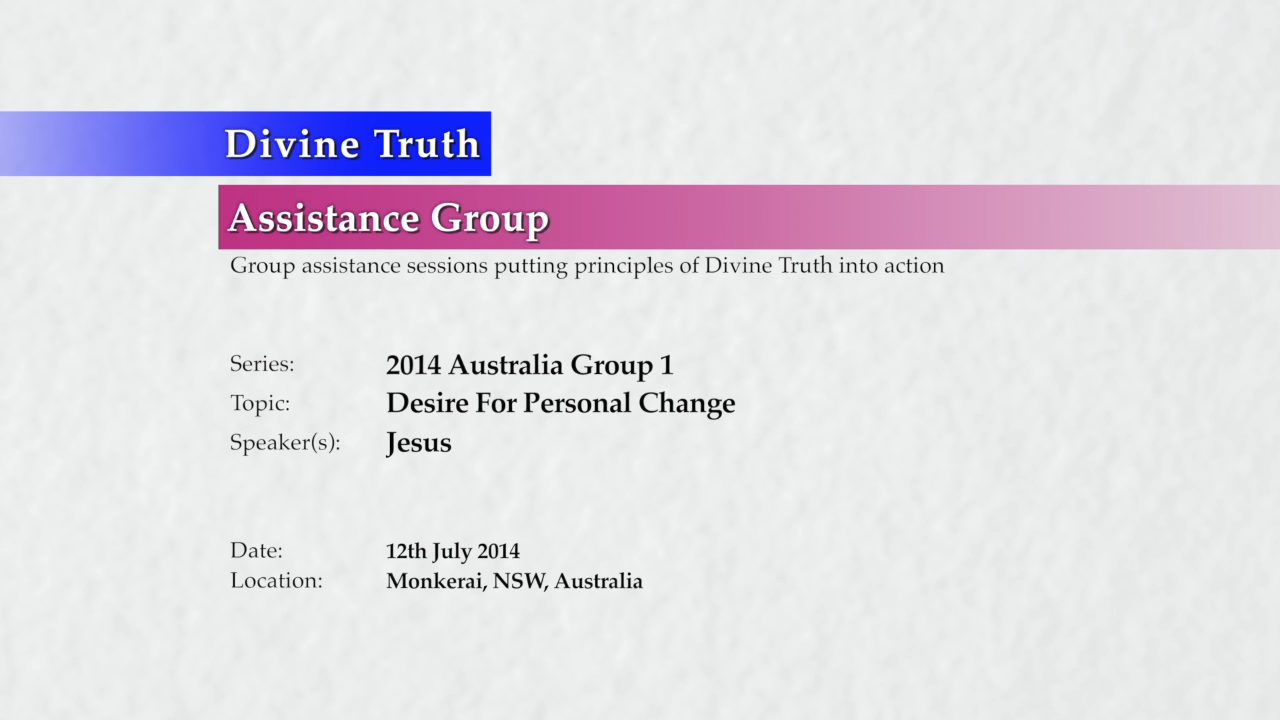 Divine Truth
Assistance Group
Group assistance sessions putting principles of Divine Truth into action
Series: 2014 Australia Group 1
Topic: Desire For Personal Change
Speaker(s): Jesus
Date: 12th July 2014
Location: Monkerai, NSW, Australia